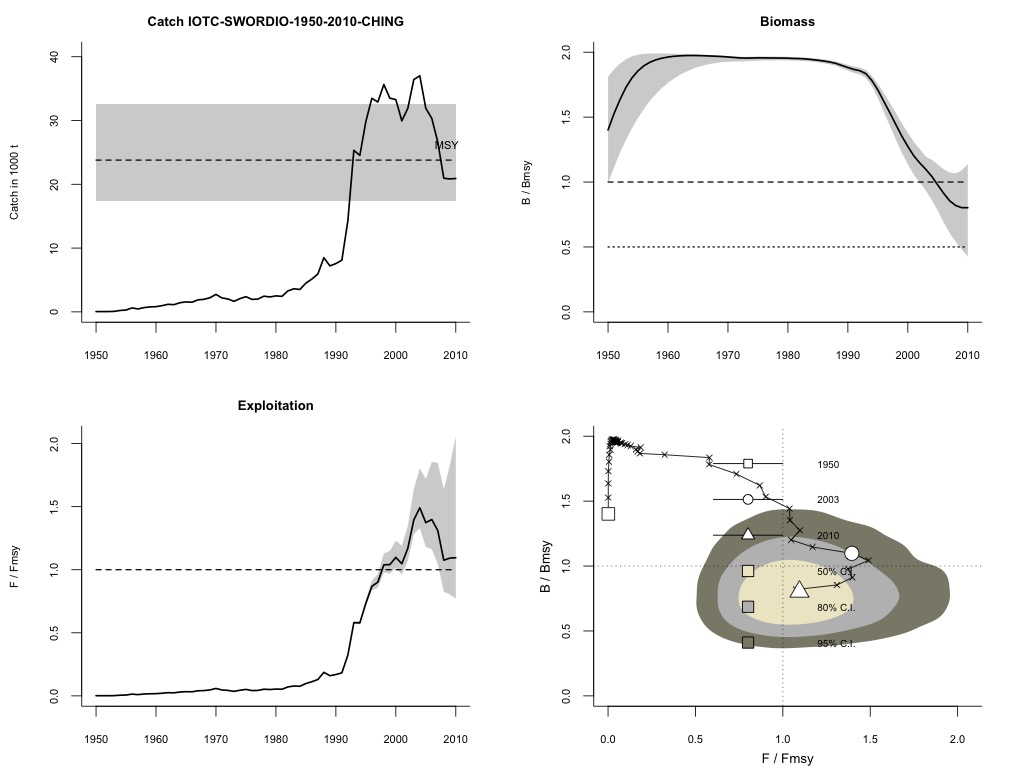 Catch IOTC-SWORDIO-1950-2010-CHING
Catch in 1000 t
40
30
20
10
0
MSY
1950 1960 1970 1980 1990 2000 2010
Biomass
B / Bmsy
2.0
1.5
1.0
0.5
0.0
1950 1960 1970 1980 1990 2000 2010
Exploitation
F / Fmsy
2.0
1.5
1.0
0.5
0.0
1950 1960 1970 1980 1990 2000 2010
B / Bmsy
2.0
1.5
1.0
0.5
0.0
1950
2003
2010
50% C.I.
80% C.I.
95% C.I.
0.0 0.5 1.0 1.5 2.0
F / Fmsy